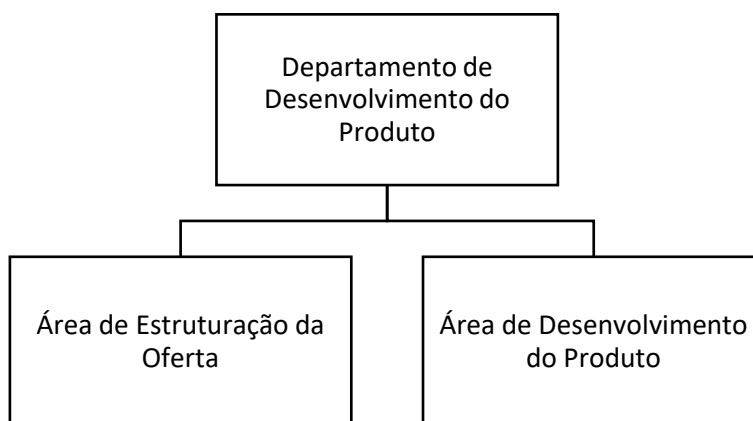 Departamento de
Desenvolvimento do
Produto
Área de Estruturação da
Oferta
Área de Desenvolvimento
do Produto